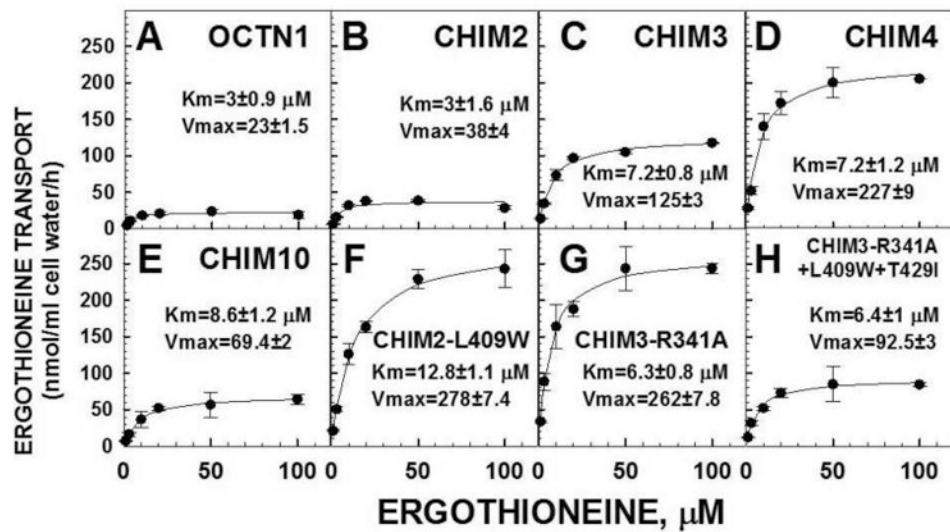 ERGOTHIONEINE TRANSPORT
(nmol/ml cell water/h)
A OCTN1
Km=3±0.9 µM
Vmax=23±1.5
B CHIM2
Km=3±1.6 µM
Vmax=38±4
C CHIM3
Km=7.2±0.8 µM
Vmax=125±3
D CHIM4
Km=7.2±1.2 µM
Vmax=227±9
250
200
150
100
50
0
E CHIM10
Km=8.6±1.2 µM
Vmax=69.4±2
F
CHIM2-L409W
Km=12.8±1.1 µM
Vmax=278±7.4
G
CHIM3-R341A
Km=6.3±0.8 µM
Vmax=262±7.8
H CHIM3-R341A
+L409W+T429I
Km=6.4±1 µM
Vmax=92.5±3
250
200
150
100
50
0
0 50 100 0 50 100 0 50 100 0 50 100
ERGOTHIONEINE, µM